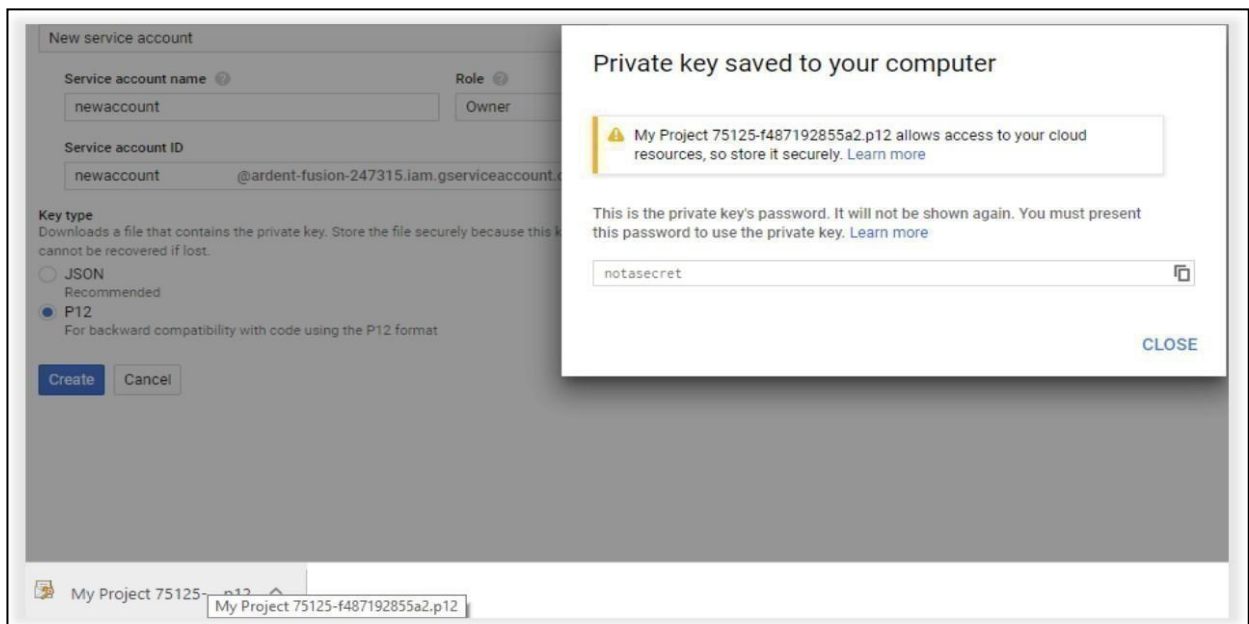 New service account
Service account name
Role
newaccount
Owner
Service account ID
newaccount @ardent-fusion-247315.iam.gserviceaccount.c
Key type
Downloads a file that contains the private key. Store the file securely because this k
cannot be recovered if lost.
JSON
Recommended
P12
For backward compatibility with code using the P12 format
Create Cancel
Private key saved to your computer
My Project 75125-f487192855a2.p12 allows access to your cloud
resources, so store it securely. Learn more
This is the private key's password. It will not be shown again. You must present
this password to use the private key. Learn more
notasecret
CLOSE
My Project 75125-....p12
My Project 75125-f487192855a2.p12